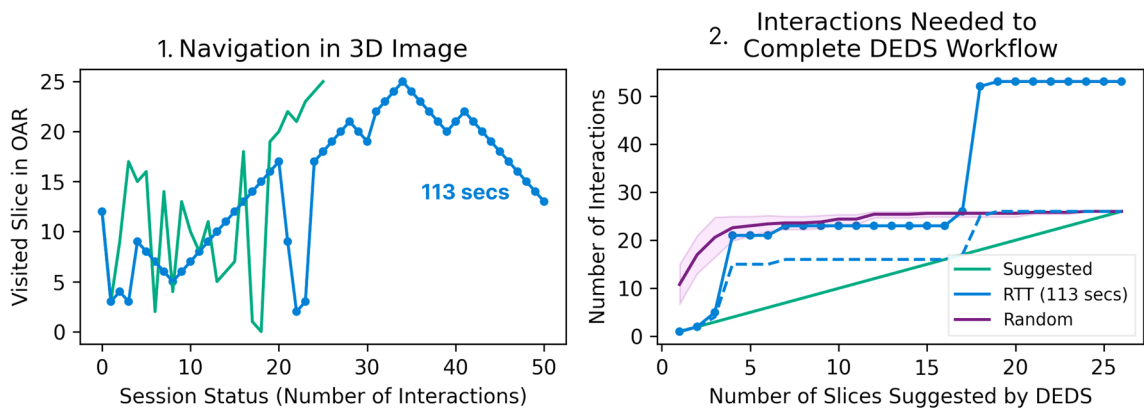 1. Navigation in 3D Image
Visited Slice in OAR
25
20
15
10
5
0
113 secs
0 10 20 30 40 50
Session Status (Number of Interactions)
2. Interactions Needed to
Complete DEDS Workflow
Number of Interactions
50
40
30
20
10
0
Suggested
RTT (113 secs)
Random
0 5 10 15 20 25
Number of Slices Suggested by DEDS